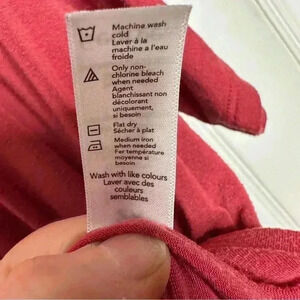 Machine wash
cold
Laver à la
machine a l'eau
froide
Only non-
chlorine bleach
when needed
Agent
blanchissant non
décolorant
uniquement,
si besoin
Flat dry
Sécher à plat
Medium iron
when needed
Fer température
moyenne si
besoin
Wash with like colours
Laver avec des
couleurs
semblables